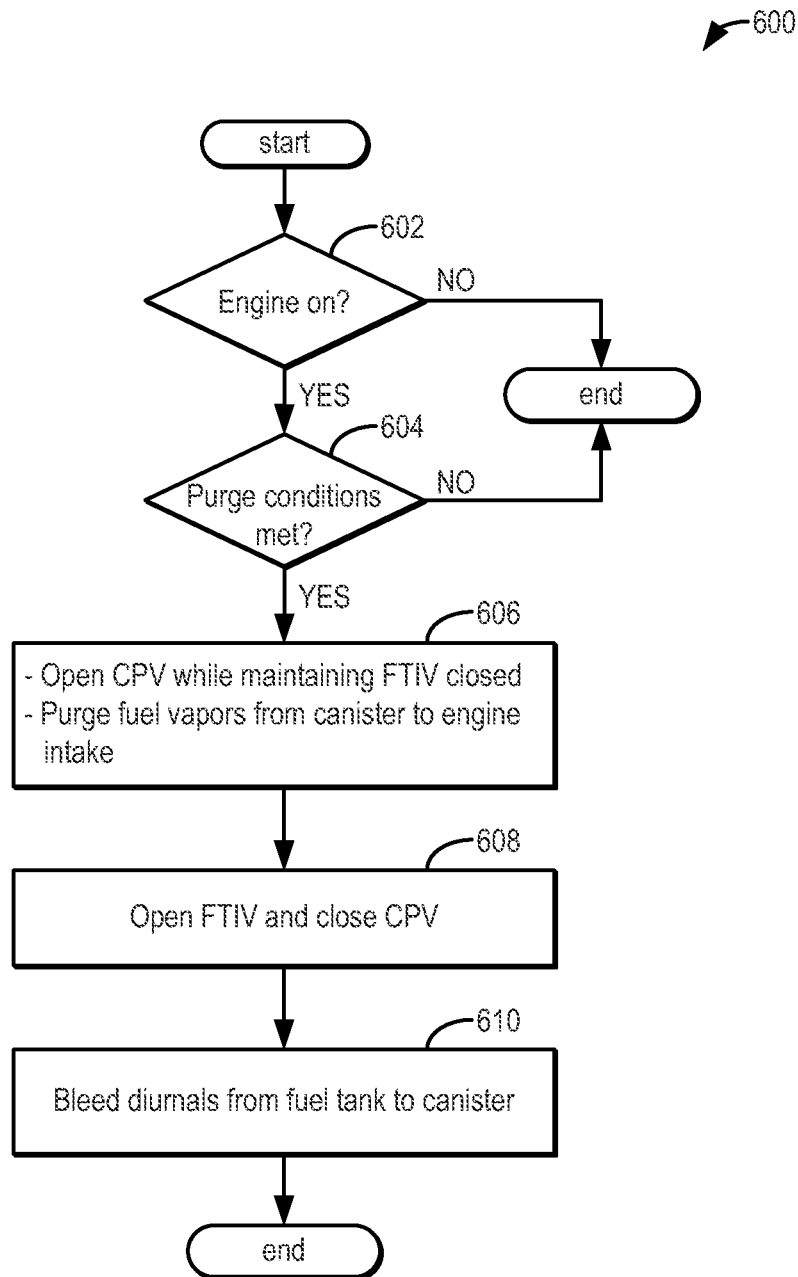 600
start
602
Engine on?
NO
YES
end
604
Purge conditions
met?
NO
YES
606
- Open CPV while maintaining FTIV closed
- Purge fuel vapors from canister to engine
intake
608
Open FTIV and close CPV
610
Bleed diurnals from fuel tank to canister
end